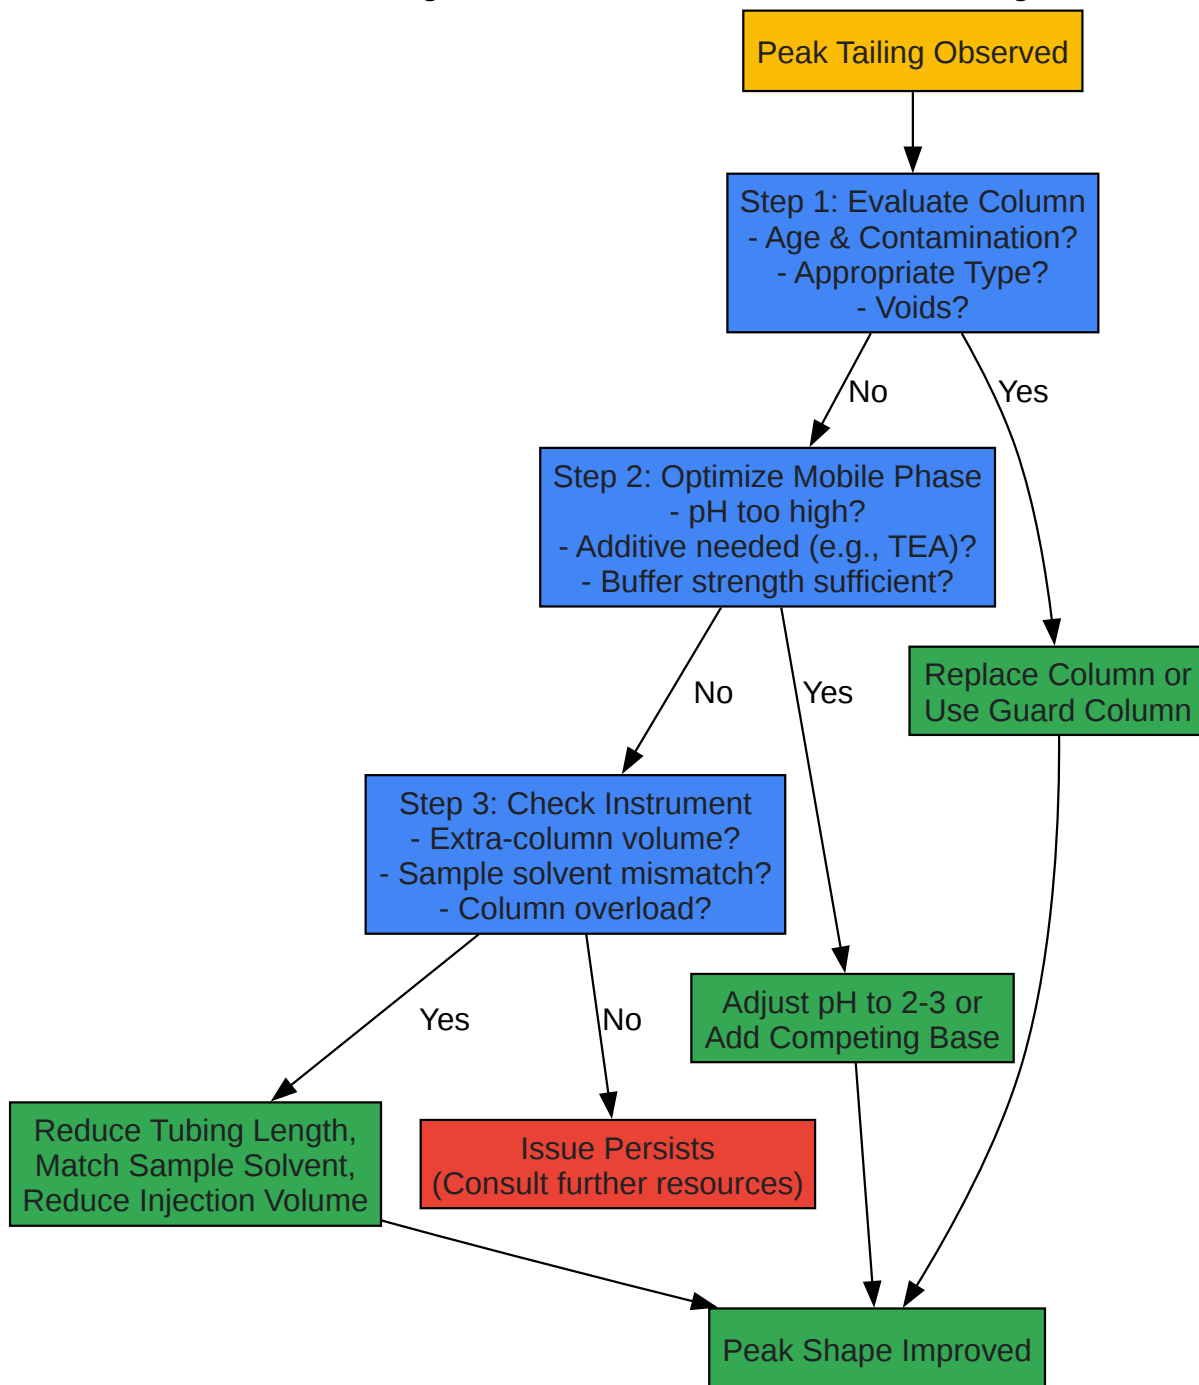 Peak Tailing Observed
Step 1: Evaluate Column
- Age & Contamination?
- Appropriate Type?
- Voids?
No
Yes
Step 2: Optimize Mobile Phase
- pH too high?
- Additive needed (e.g., TEA)?
- Buffer strength sufficient?
No
Yes
Replace Column or
Use Guard Column
Step 3: Check Instrument
- Extra-column volume?
- Sample solvent mismatch?
- Column overload?
Yes
No
Adjust pH to 2-3 or
Add Competing Base
Reduce Tubing Length,
Match Sample Solvent,
Reduce Injection Volume
Issue Persists
(Consult further resources)
Peak Shape Improved